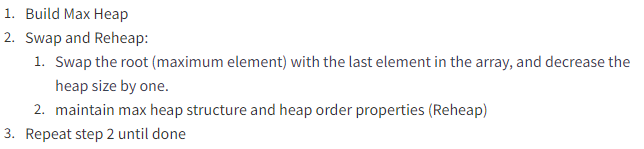 1. Build Max Heap
2. Swap and Reheap:
1. Swap the root (maximum element) with the last element in the array, and decrease the
heap size by one.
2. maintain max heap structure and heap order properties (Reheap)
3. Repeat step 2 until done